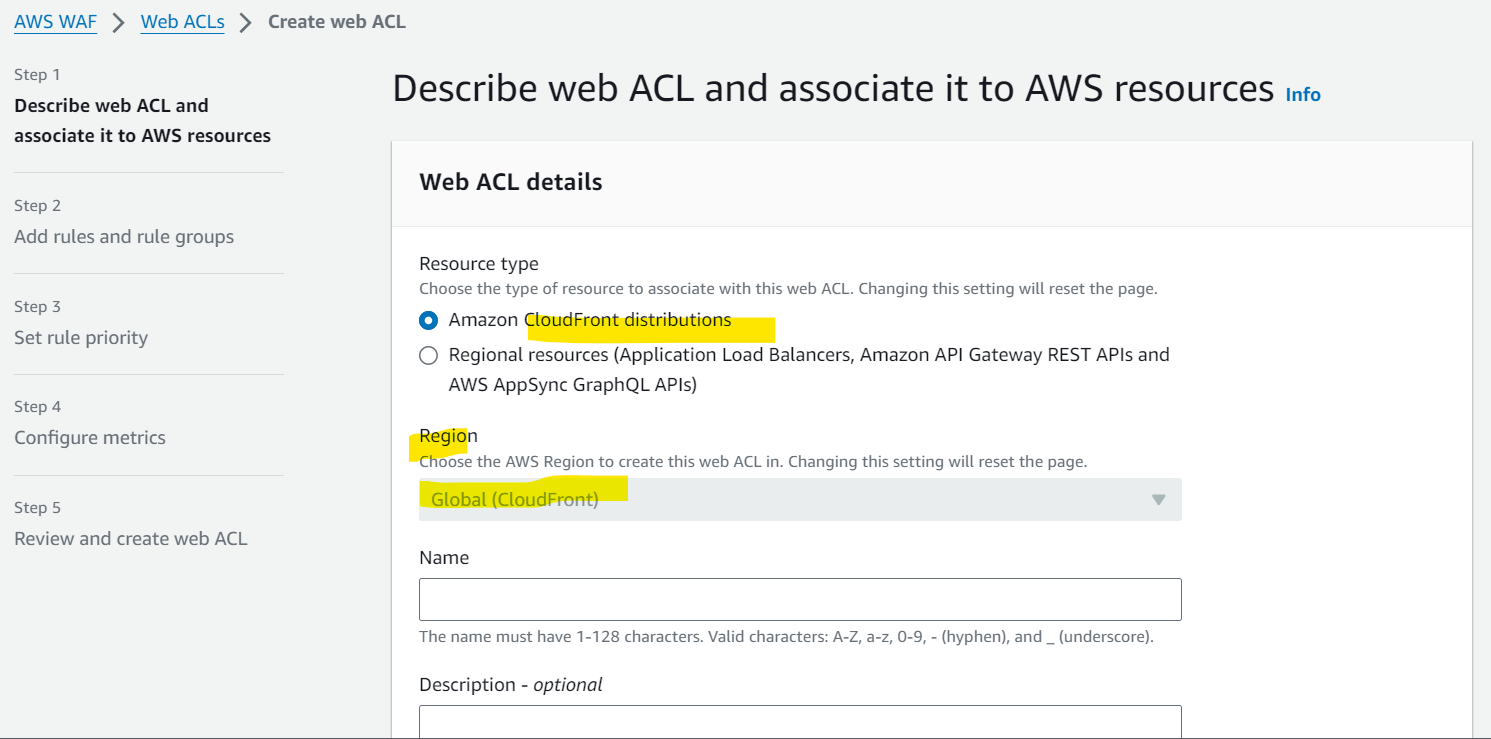 AWS WAF > Web ACLs > Create web ACL
Step 1
Describe web ACL and
associate it to AWS resources
Step 2
Add rules and rule groups
Step 3
Set rule priority
Step 4
Configure metrics
Step 5
Review and create web ACL
Describe web ACL and associate it to AWS resources Info
Web ACL details
Resource type
Choose the type of resource to associate with this web ACL. Changing this setting will reset the page.
Amazon CloudFront distributions
Regional resources (Application Load Balancers, Amazon API Gateway REST APIs and
AWS AppSync GraphQL APIs)
Region
Choose the AWS Region to create this web ACL in. Changing this setting will reset the page.
Global (CloudFront)
Name
The name must have 1-128 characters. Valid characters: A-Z, a-z, 0-9, - (hyphen), and _ (underscore).
Description - optional